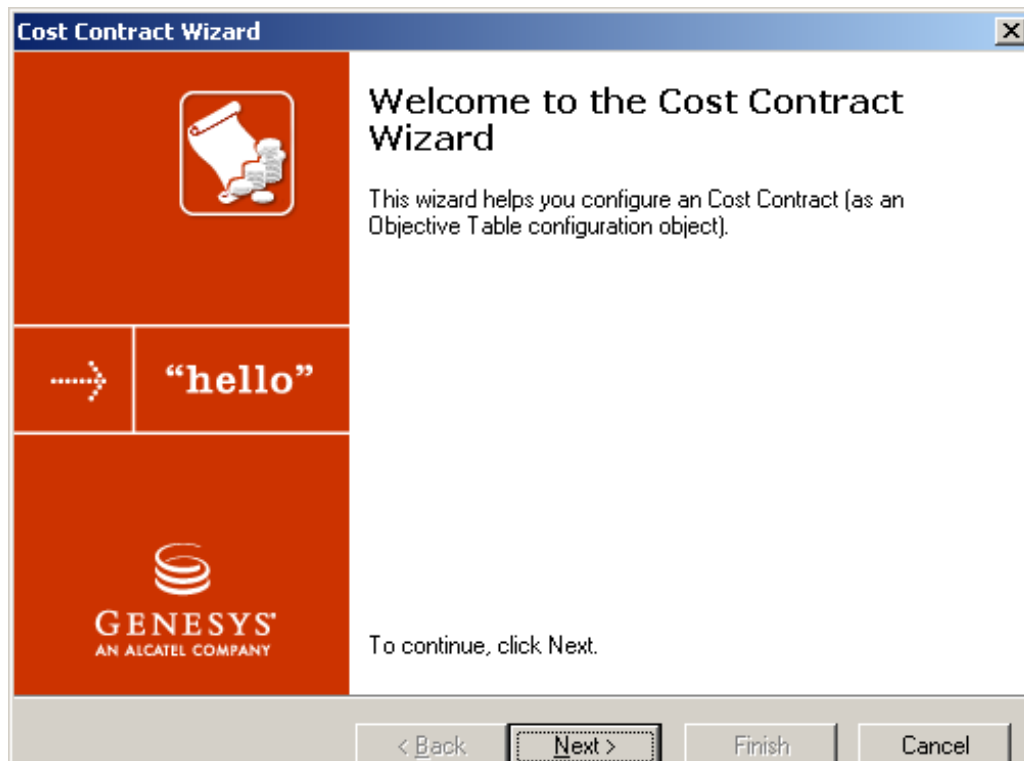 Cost Contract Wizard
Welcome to the Cost Contract
Wizard
This wizard helps you configure an Cost Contract (as an
Objective Table configuration object).
“hello”
GENESYS
AN ALCATEL COMPANY
To continue, click Next.
< Back
Next >
Finish
Cancel